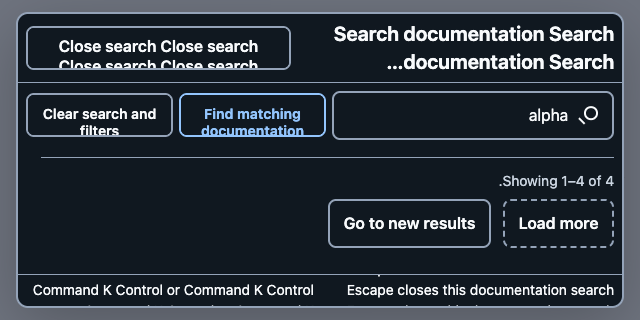 Search documentation Search
documentation Search...
Close search Close search
Close search Close search
alpha
Find matching
documentation
Clear search and
filters
Showing 1–4 of 4.
Load more
Go to new results
Escape closes this documentation search
Command K Control or Command K Control